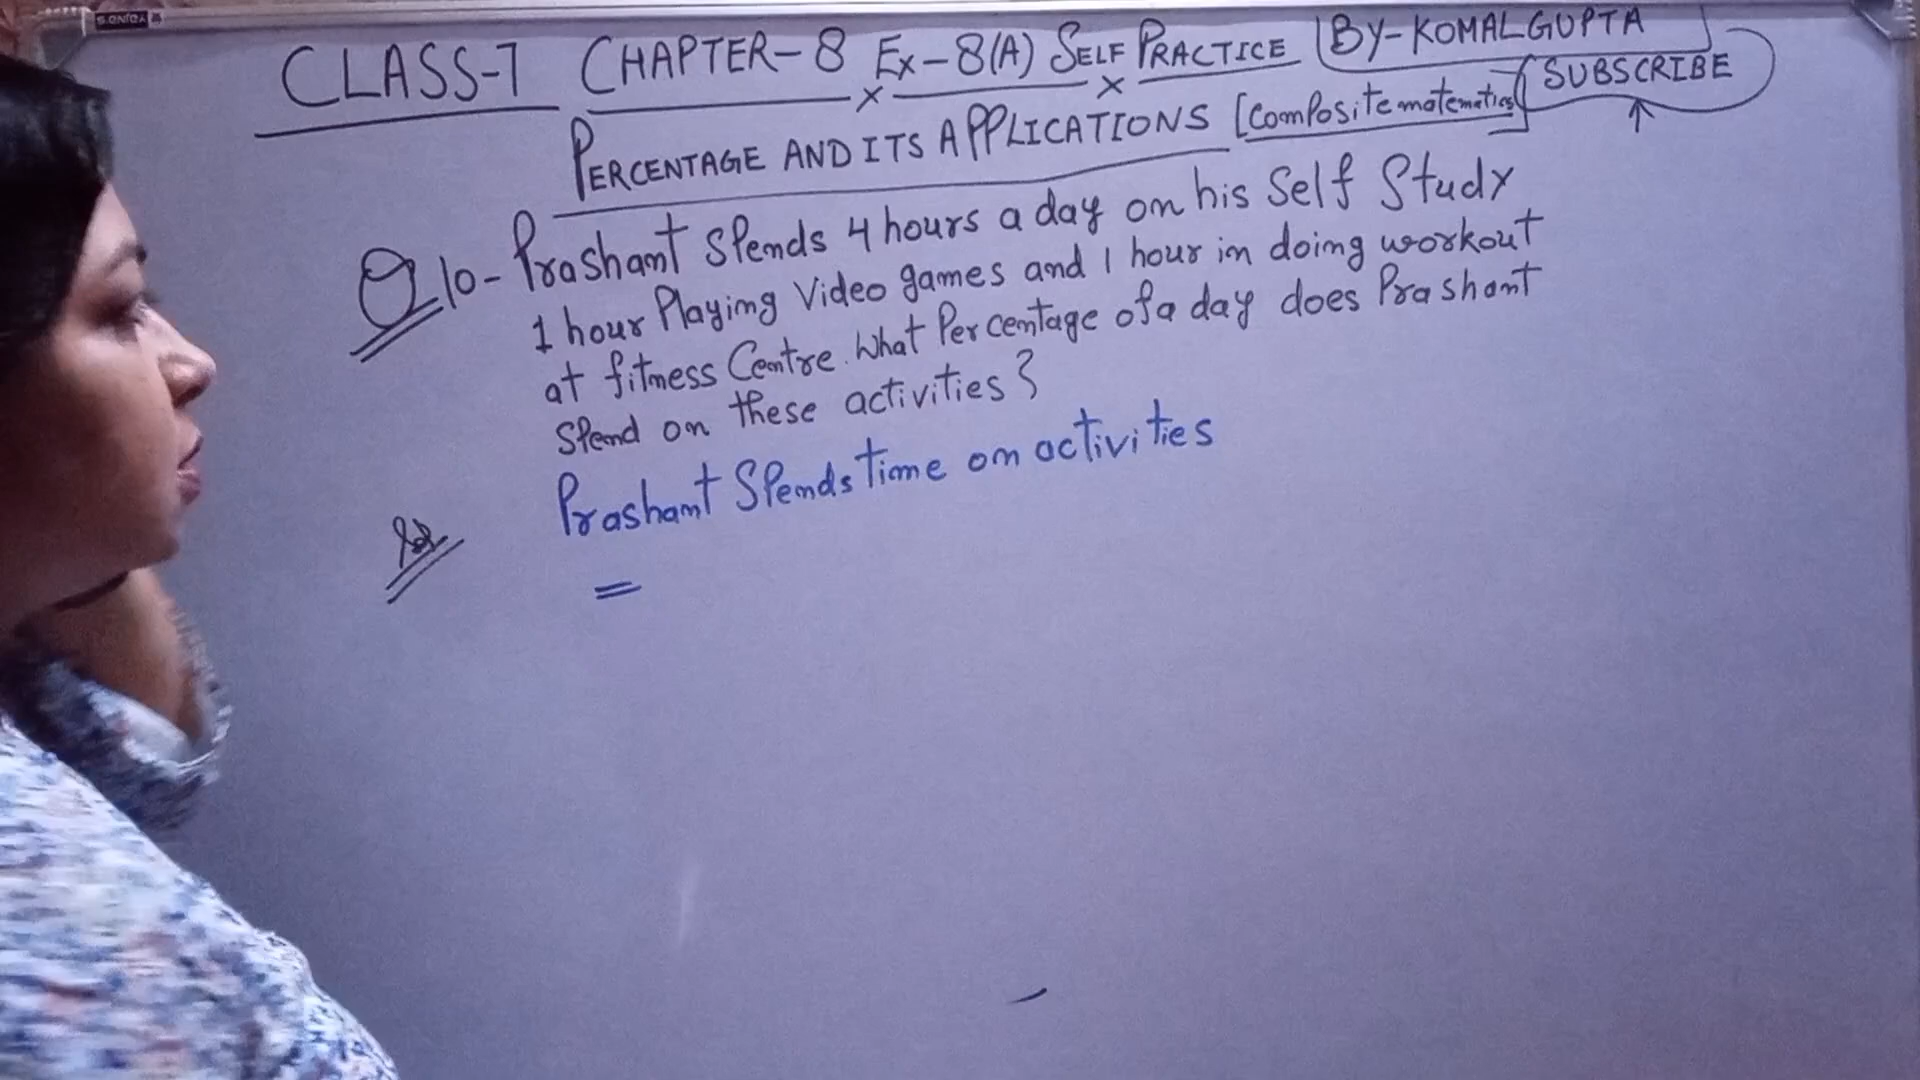 CLASS-7 CHAPTER-8 EX-8(A) SELF PRACTICE BY-KOMAL GUPTA
PERCENTAGE AND ITS APPLICATIONS [Composite matematics] SUBSCRIBE
Q10- Prashant Spends 4 hours a day on his Self Study
1 hour Playing Video games and 1 hour in doing workout
at fitness Centre. What Percentage of a day does Prashant
Spend on these activities?
Sol Prashant Spends time on activities
=